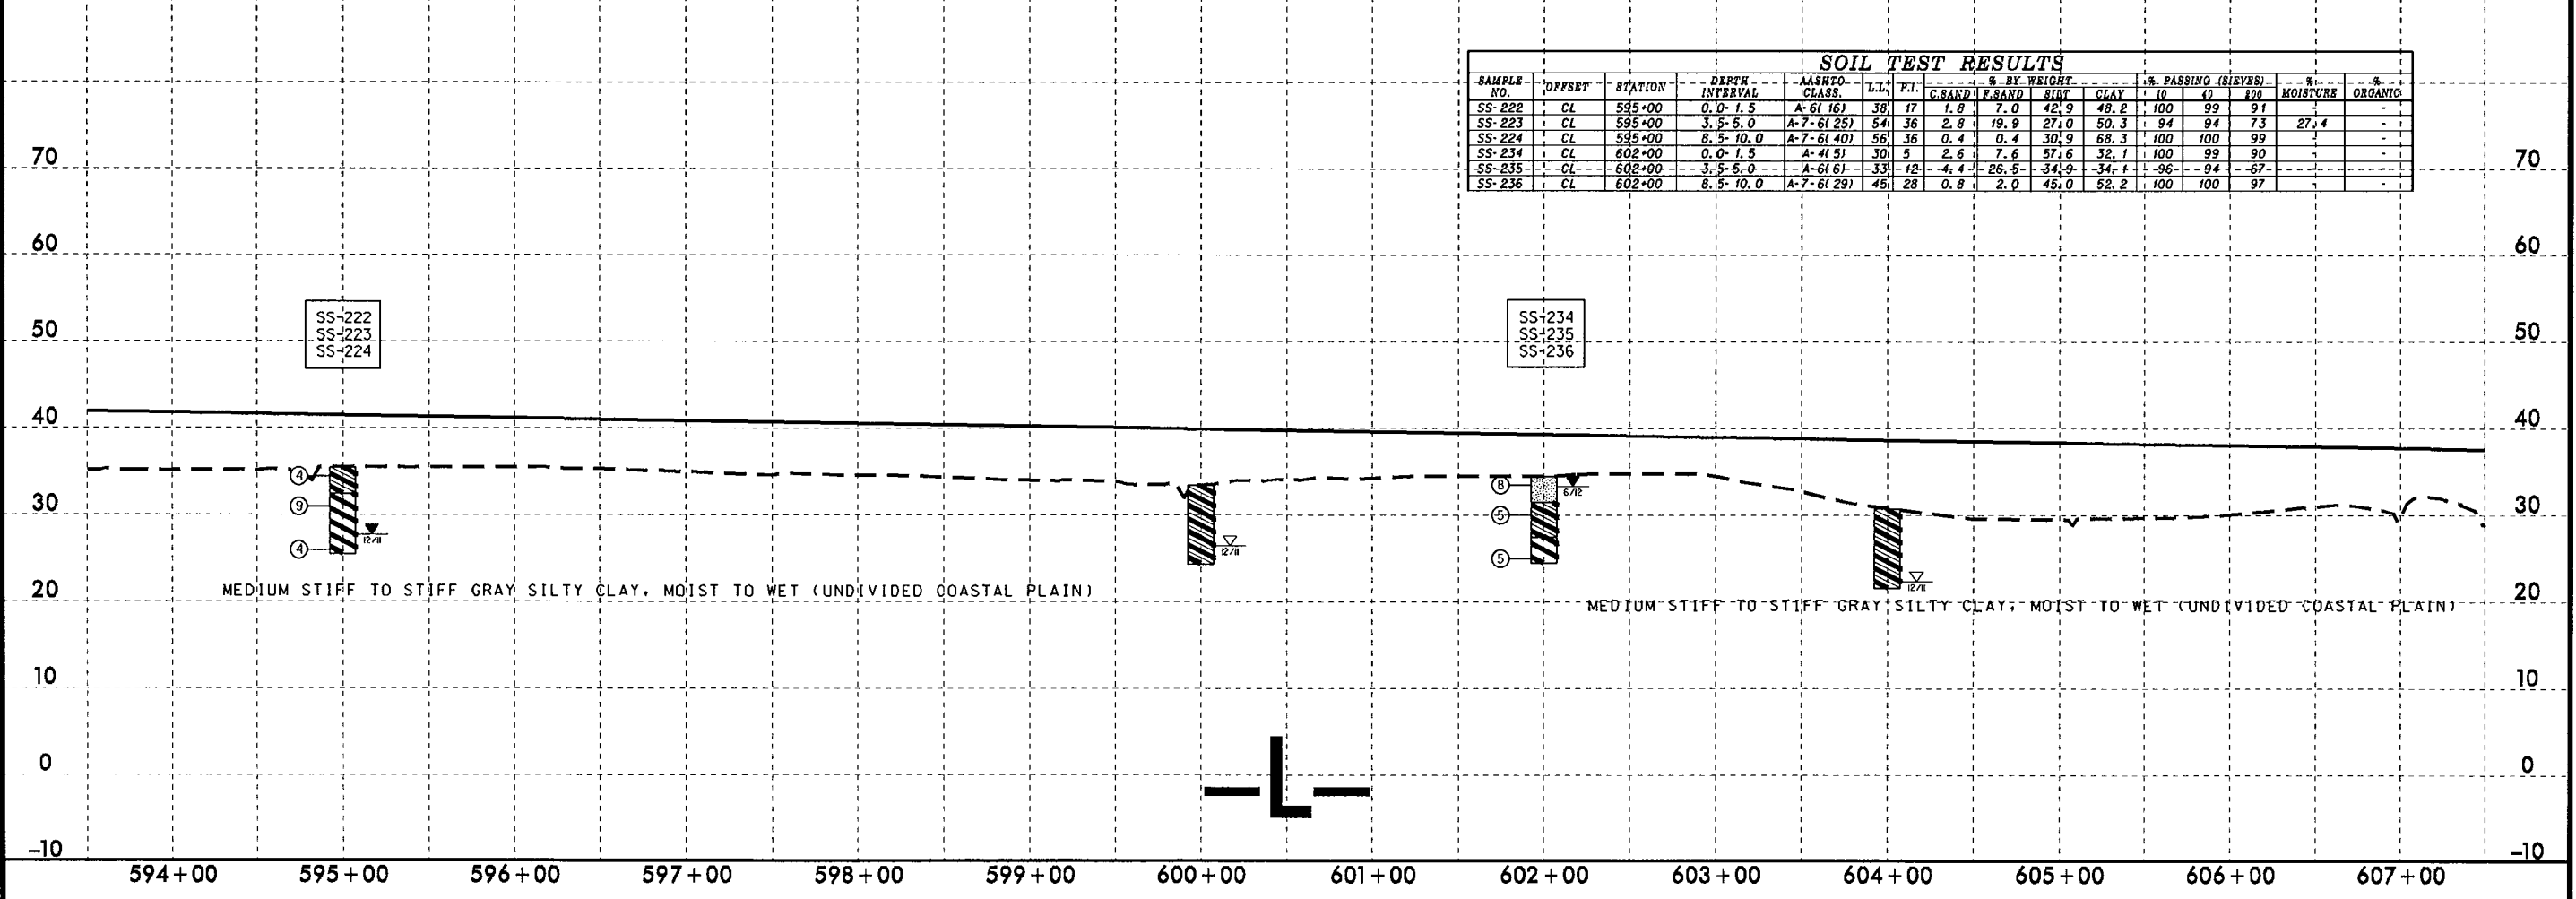 SOIL TEST RESULTS
SAMPLE NO. OFFSET STATION DEPTH INTERVAL AASHTO CLASS. L.L. P.I. % BY WEIGHT % PASSING (SIEVES) % MOISTURE % ORGANIC
C.SAND F.SAND SILT CLAY 10 40 200
SS-222 CL 595+00 0.0-1.5 A-6(16) 38 17 1.8 7.0 42.9 48.2 100 99 91 - -
SS-223 CL 595+00 3.5-5.0 A-7-6(25) 54 36 2.8 19.9 27.0 50.3 94 94 73 27.4 -
SS-224 CL 595+00 8.5-10.0 A-7-6(40) 56 36 0.4 0.4 30.9 68.3 100 100 99 - -
SS-234 CL 602+00 0.0-1.5 A-4(5) 30 5 2.6 7.6 57.6 32.1 100 99 90 - -
SS-235 CL 602+00 3.5-5.0 A-6(6) 33 12 4.4 26.5 34.9 34.1 96 94 67 - -
SS-236 CL 602+00 8.5-10.0 A-7-6(29) 45 28 0.8 2.0 45.0 52.2 100 100 97 - -
70 70
60 60
SS-222
SS-223
SS-224
SS-234
SS-235
SS-236
50 50
40 40
4
9
4
12/11
12/11
8
5
5
6/12
12/11
30 30
20 20
MEDIUM STIFF TO STIFF GRAY SILTY CLAY, MOIST TO WET (UNDIVIDED COASTAL PLAIN)
MEDIUM STIFF TO STIFF GRAY SILTY CLAY, MOIST TO WET (UNDIVIDED COASTAL PLAIN)
10 10
0 0
-L-
-10 -10
594+00 595+00 596+00 597+00 598+00 599+00 600+00 601+00 602+00 603+00 604+00 605+00 606+00 607+00